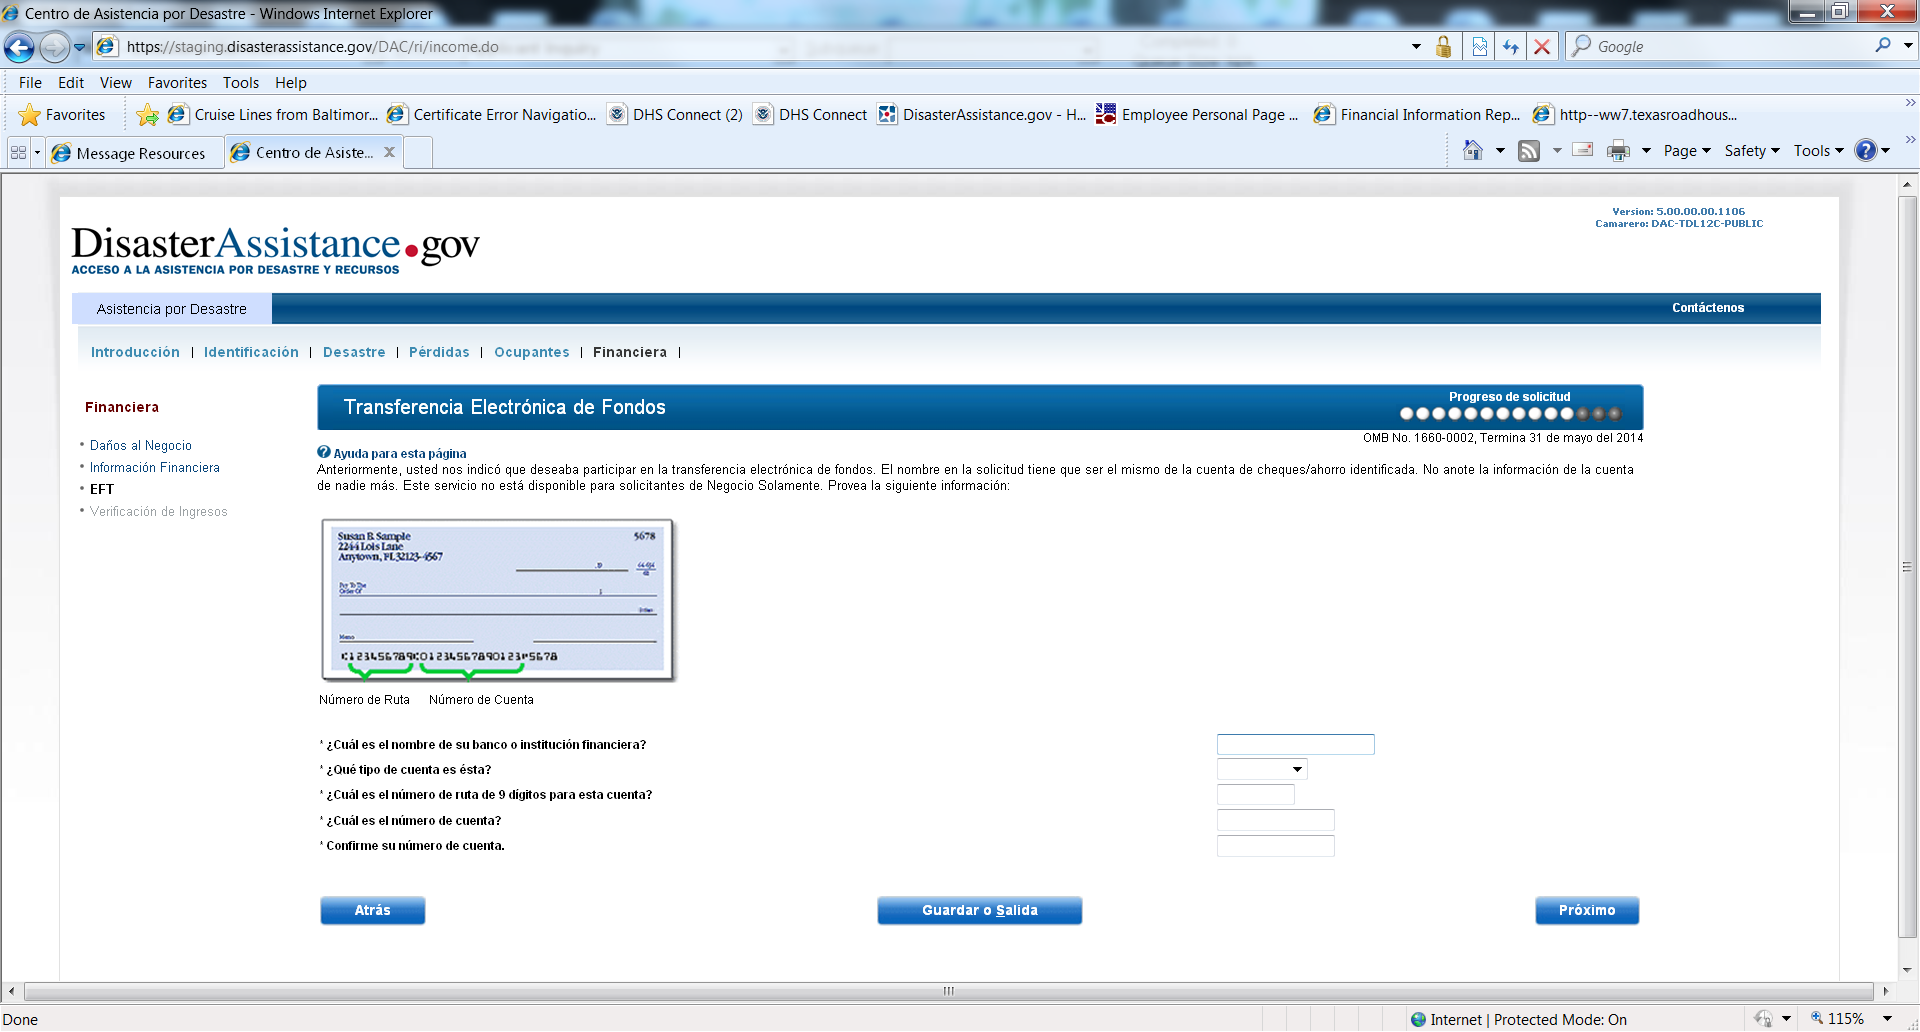 Centro de Asistencia por Desastre - Windows Internet Explorer
https://staging.disasterassistance.gov/DAC/ri/income.do
Google
File Edit View Favorites Tools Help
Favorites Cruise Lines from Baltimor... Certificate Error Navigatio... DHS Connect (2) DHS Connect DisasterAssistance.gov - H... Employee Personal Page ... Financial Information Rep... http--ww7.texasroadhous...
Message Resources Centro de Asiste... Page Safety Tools
Version: 5.00.00.00.1106
Camarero: DAC-TDL12C-PUBLIC
DisasterAssistance.gov
ACCESO A LA ASISTENCIA POR DESASTRE Y RECURSOS
Asistencia por Desastre Contáctenos
Introducción | Identificación | Desastre | Pérdidas | Ocupantes | Financiera |
Financiera
• Daños al Negocio
• Información Financiera
• EFT
• Verificación de Ingresos
Transferencia Electrónica de Fondos
Progreso de solicitud
OMB No. 1660-0002, Termina 31 de mayo del 2014
Ayuda para esta página
Anteriormente, usted nos indicó que deseaba participar en la transferencia electrónica de fondos. El nombre en la solicitud tiene que ser el mismo de la cuenta de cheques/ahorro identificada. No anote la información de la cuenta
de nadie más. Este servicio no está disponible para solicitantes de Negocio Solamente. Provea la siguiente información:
Susan B. Sample 5678
2244 Lois Lane
Anytown, FL 32123-4567
Pay To The
Order Of
Memo
123456789 01234567890123 5678
Número de Ruta Número de Cuenta
* ¿Cuál es el nombre de su banco o institución financiera?
* ¿Qué tipo de cuenta es ésta?
* ¿Cuál es el número de ruta de 9 dígitos para esta cuenta?
* ¿Cuál es el número de cuenta?
* Confirme su número de cuenta.
Atrás Guardar o Salida Próximo
Done Internet | Protected Mode: On 115%